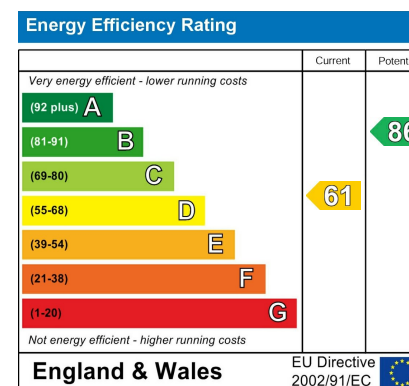 Energy Efficiency Rating
Current
Very energy efficient - lower running costs
(92 plus) A
(81-91) B
86
(69-80) C
61
(55-68) D
(39-54) E
(21-38) F
(1-20) G
Not energy efficient - higher running costs
England & Wales
EU Directive
2002/91/EC